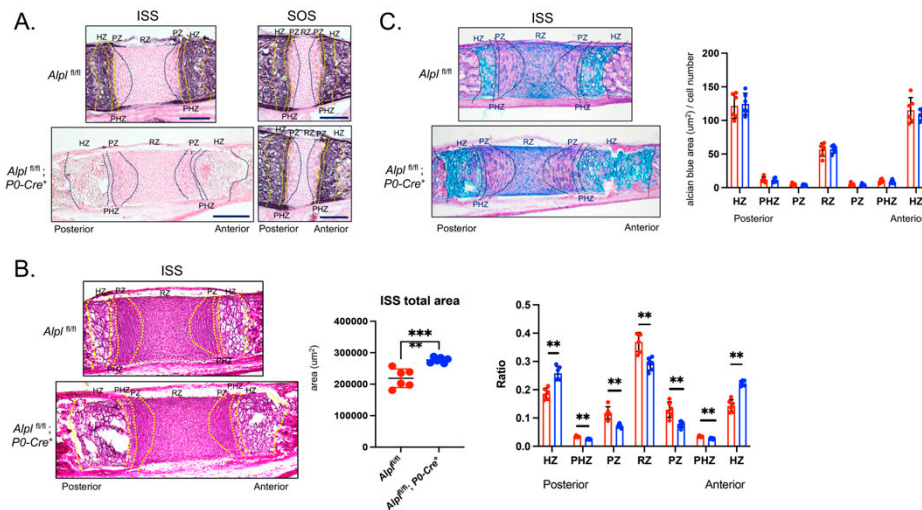 A.
ISS
SOS
HZ PZ RZ PZ HZ
HZ PZ RZ PZ HZ
Alpl fl/fl
PHZ
PHZ
HZ PZ RZ PZ HZ
PZ RZ PZ
Alpl fl/fl;
P0-Cre+
PHZ
PHZ
Posterior Anterior
Posterior Anterior
B.
ISS
HZ PZ RZ PZ HZ
Alpl fl/fl
PHZ PHZ
HZ PZ RZ PZ HZ
Alpl fl/fl;
P0-Cre+
Posterior Anterior
ISS total area
area (um²)
400000
300000
200000
100000
0
***
**
Alplfl/fl
Alplfl/fl; P0-Cre+
Ratio
0.5
0.4
0.3
0.2
0.1
0.0
** ** ** ** ** ** **
HZ PHZ PZ RZ PZ PHZ HZ
Posterior Anterior
C.
ISS
HZ PZ RZ PZ HZ
Alpl fl/fl
PHZ PHZ
HZ PZ RZ PZ HZ
Alpl fl/fl;
P0-Cre+
PHZ PHZ
Posterior Anterior
alcian blue area (um²) / cell number
200
150
100
50
0
HZ PHZ PZ RZ PZ PHZ HZ
Posterior Anterior